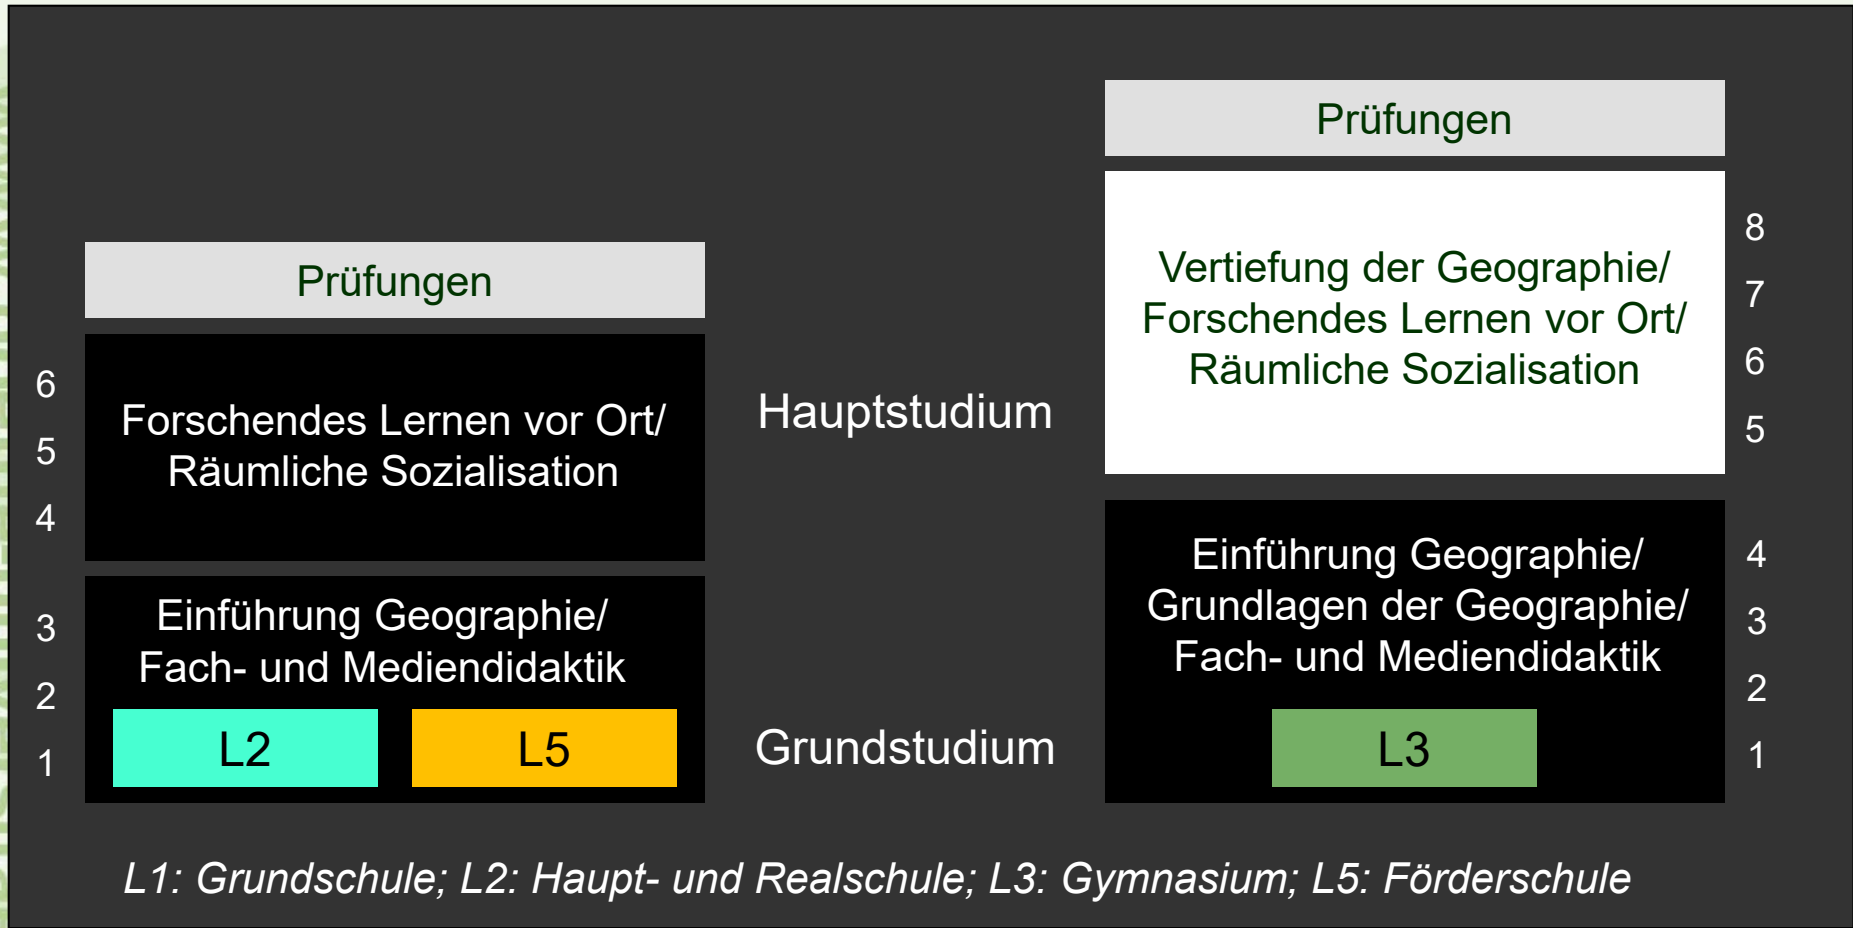 Prüfungen
6
5
4
Forschendes Lernen vor Ort/
Räumliche Sozialisation
3
2
1
Einführung Geographie/
Fach- und Mediendidaktik
L2
L5
Hauptstudium
Grundstudium
Prüfungen
Vertiefung der Geographie/
Forschendes Lernen vor Ort/
Räumliche Sozialisation
8
7
6
5
Einführung Geographie/
Grundlagen der Geographie/
Fach- und Mediendidaktik
L3
4
3
2
1
L1: Grundschule; L2: Haupt- und Realschule; L3: Gymnasium; L5: Förderschule